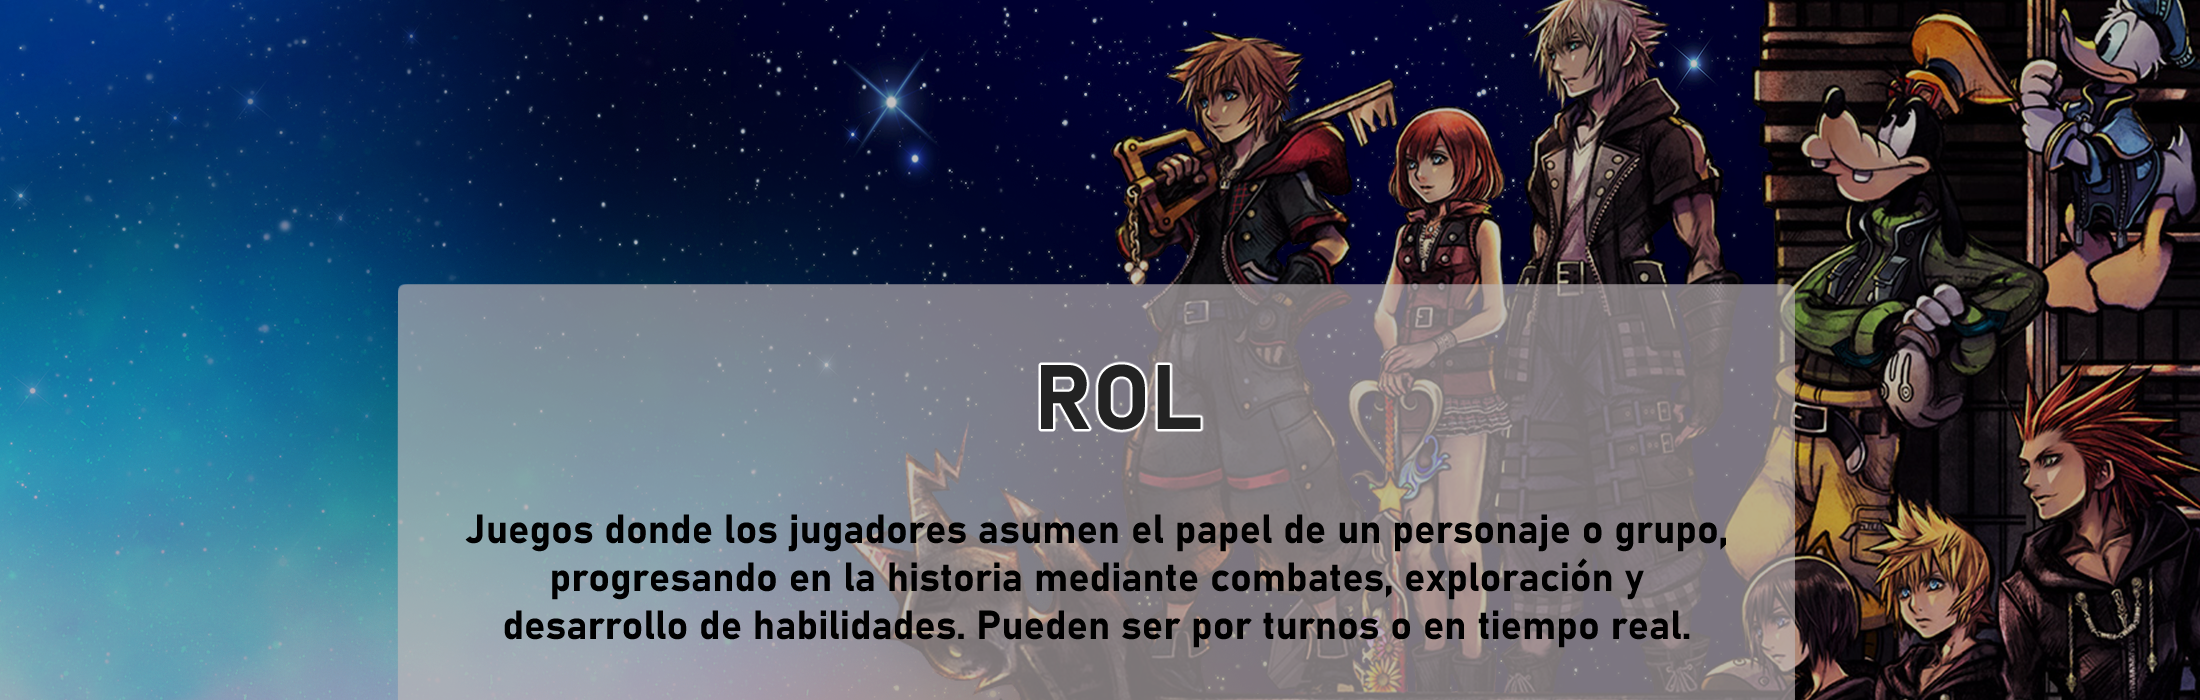 ROL
Juegos donde los jugadores asumen el papel de un personaje o grupo,
progresando en la historia mediante combates, exploración y
desarrollo de habilidades. Pueden ser por turnos o en tiempo real.